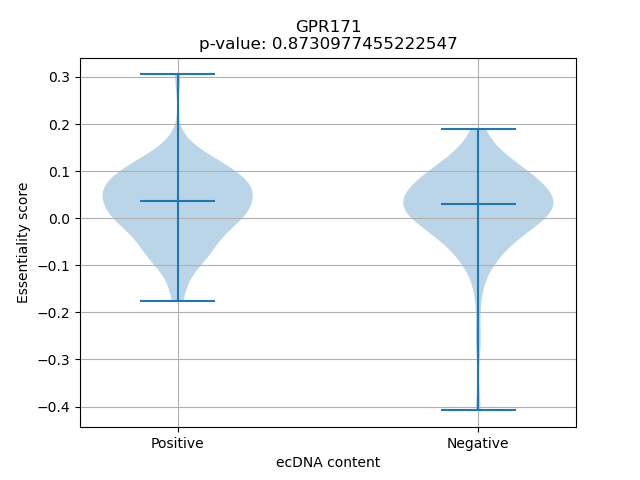 GPR171
p-value: 0.8730977455222547
Essentiality score
0.3
0.2
0.1
0.0
−0.1
−0.2
−0.3
−0.4
Positive
Negative
ecDNA content